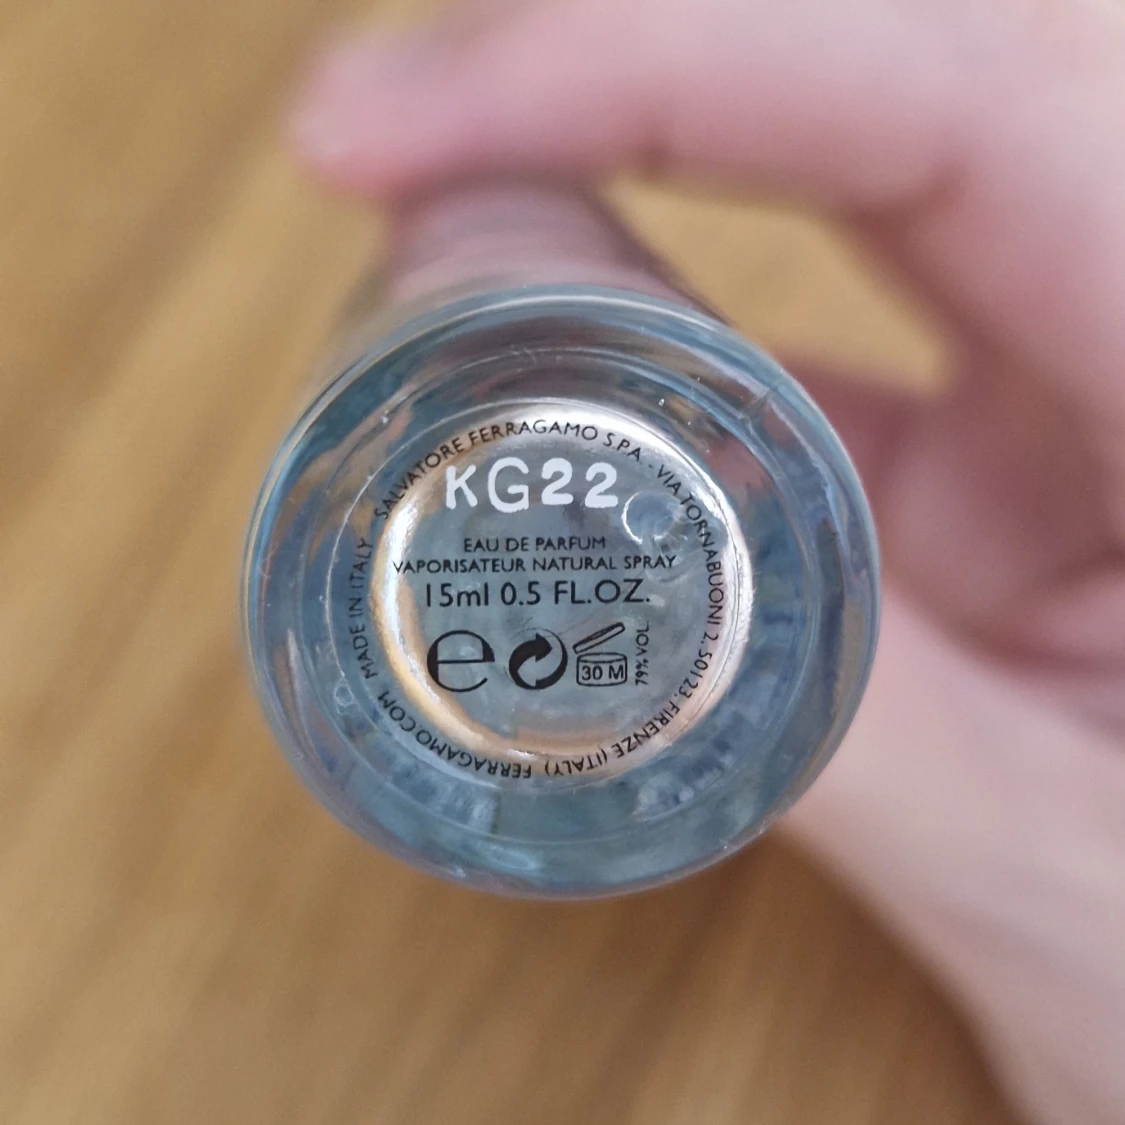 SALVATORE FERRAGAMO S.P.A - VIA TORNABUONI 2, 50123, FIRENZE (ITALY) FERRAGAMO.COM MADE IN ITALY
KG22
EAU DE PARFUM
VAPORISATEUR NATURAL SPRAY
15ml 0.5 FL.OZ.
e 30 M 79% VOL.